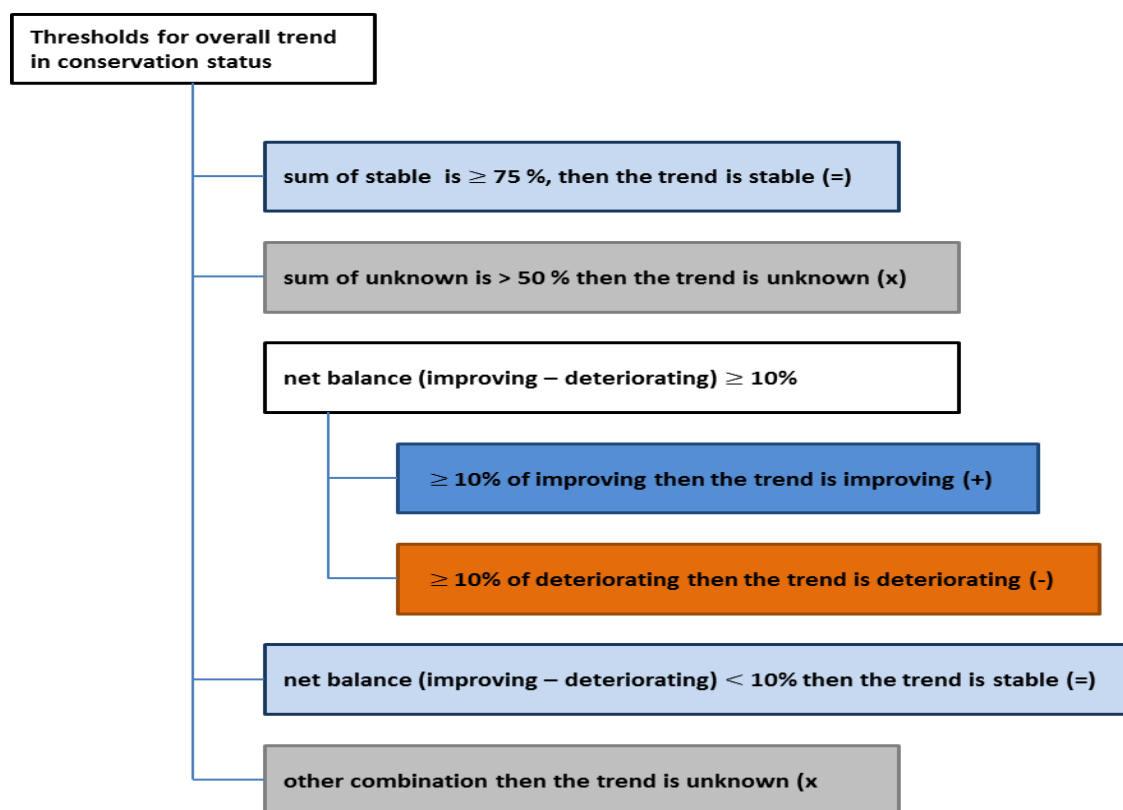 Thresholds for overall trend
in conservation status
sum of stable is ≥ 75 %, then the trend is stable (=)
sum of unknown is > 50 % then the trend is unknown (x)
net balance (improving – deteriorating) ≥ 10%
≥ 10% of improving then the trend is improving (+)
≥ 10% of deteriorating then the trend is deteriorating (-)
net balance (improving – deteriorating) < 10% then the trend is stable (=)
other combination then the trend is unknown (x